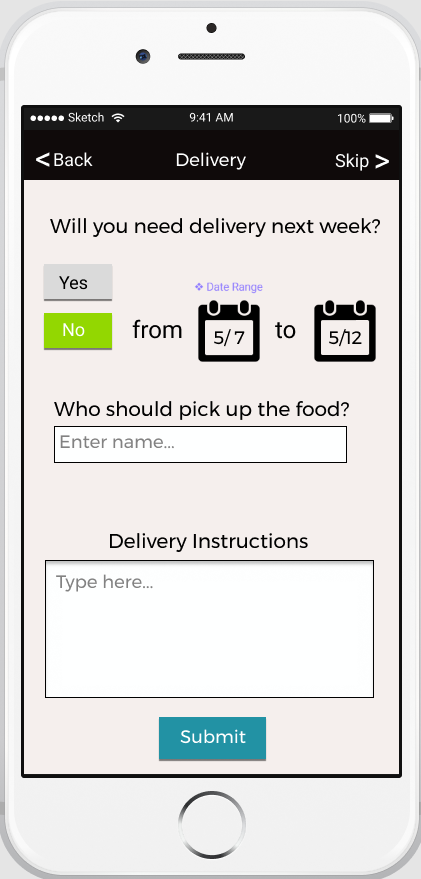 Sketch 9:41 AM 100%
< Back Delivery Skip >
Will you need delivery next week?
Yes
❖ Date Range
No from 5/ 7 to 5/12
Who should pick up the food?
Enter name...
Delivery Instructions
Type here...
Submit